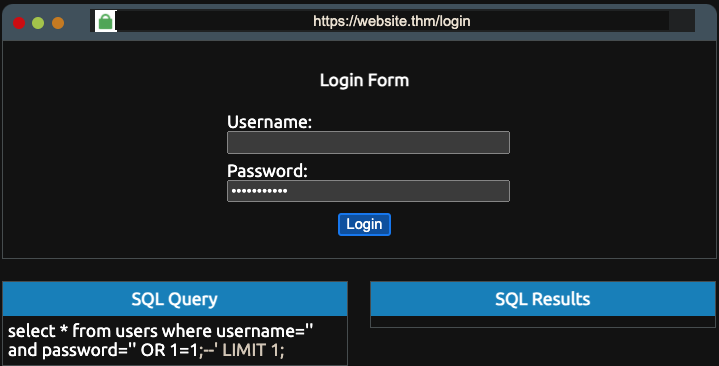 https://website.thm/login
Login Form
Username:
Password:
•••••••••••
Login
SQL Query
select * from users where username=''
and password='' OR 1=1;--' LIMIT 1;
SQL Results